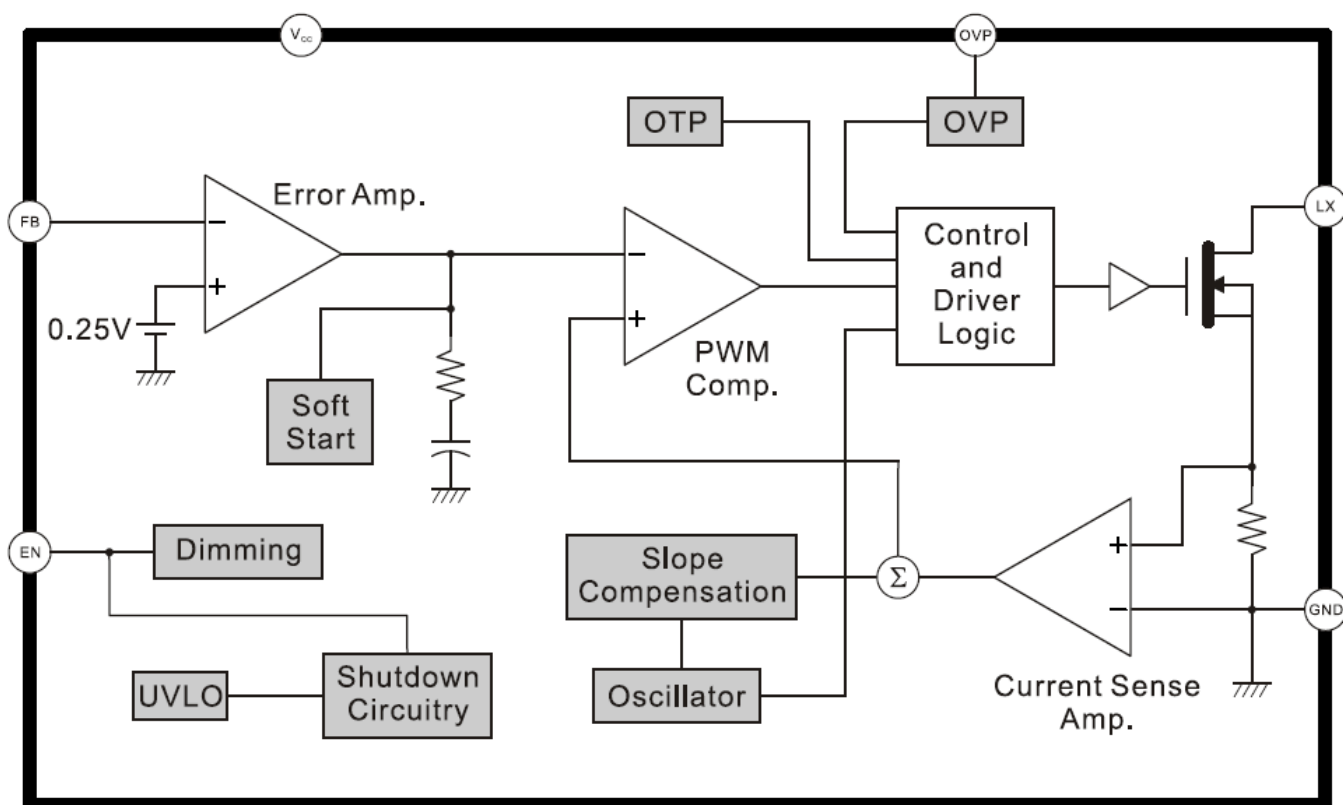 Vcc
OVP
OTP
OVP
FB
Error Amp.
−
+
0.25V
Soft
Start
−
+
PWM
Comp.
Control
and
Driver
Logic
LX
EN
Dimming
UVLO
Shutdown
Circuitry
Slope
Compensation
Oscillator
Σ
+
−
Current Sense
Amp.
GND